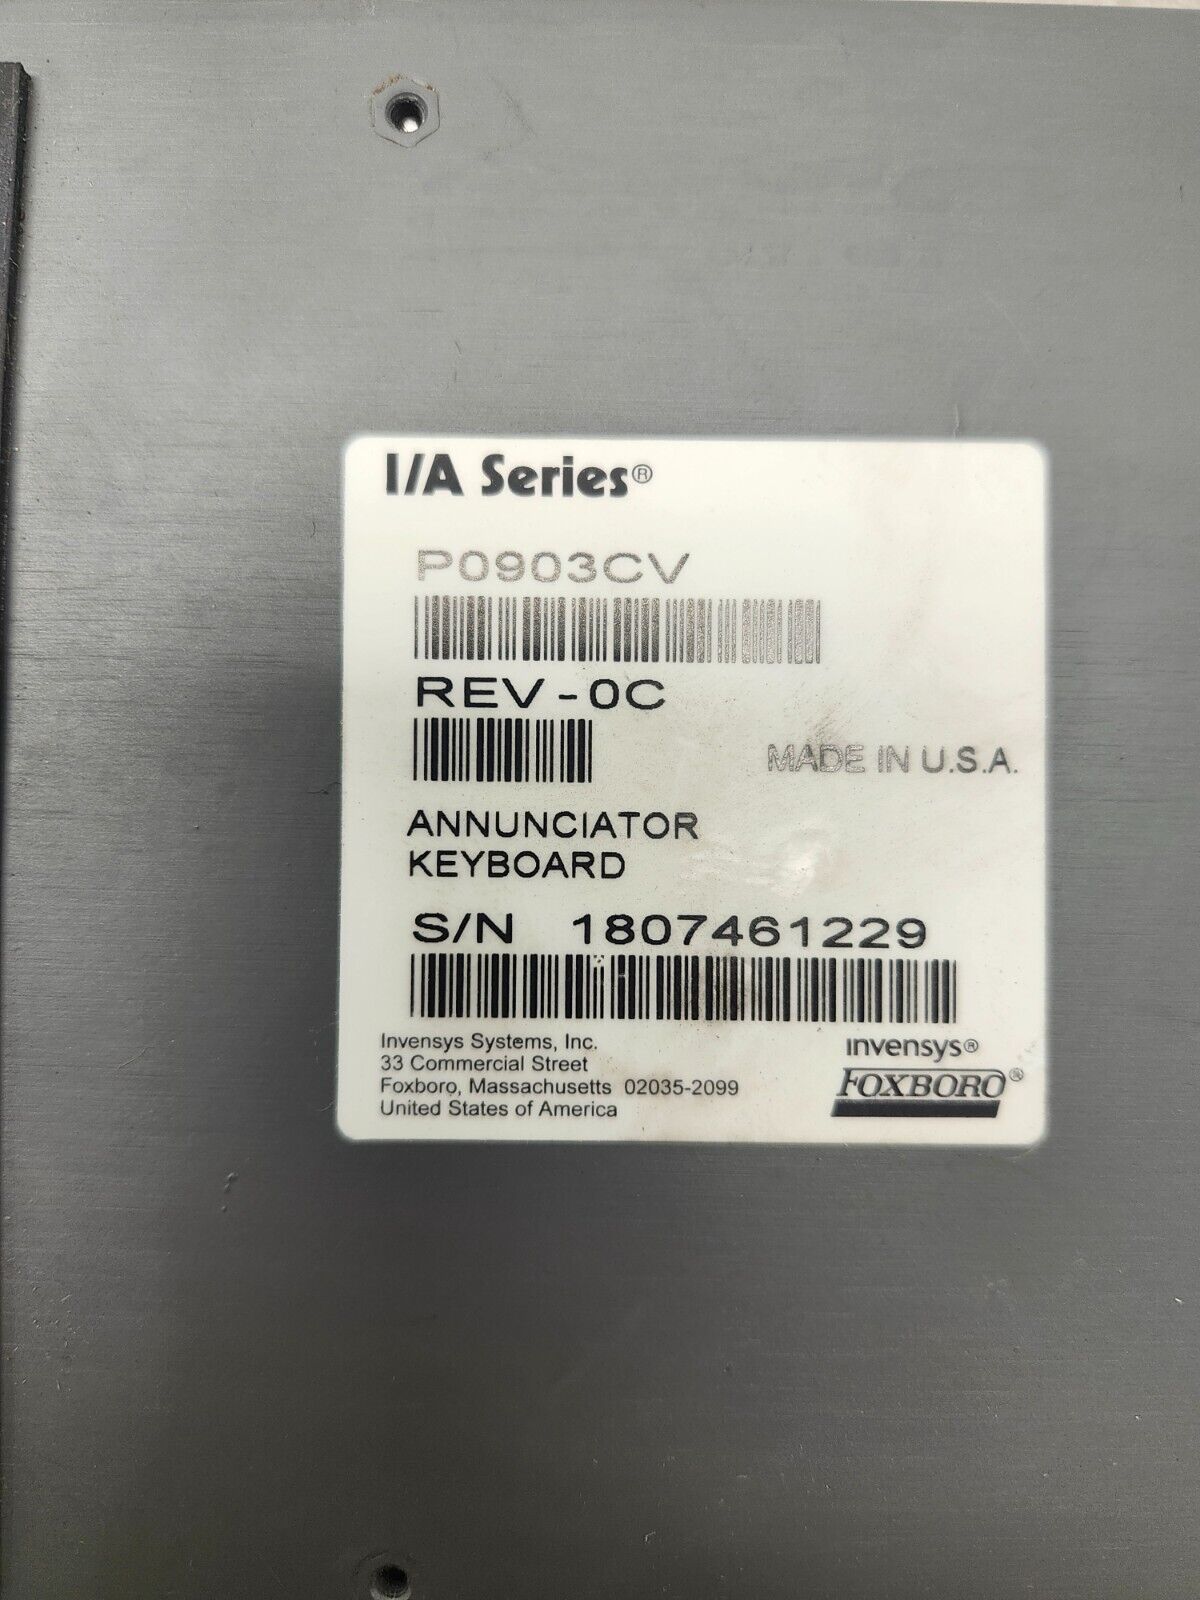 I/A Series®
P0903CV
REV-0C
MADE IN U.S.A.
ANNUNCIATOR
KEYBOARD
S/N 1807461229
Invensys Systems, Inc.
33 Commercial Street
Foxboro, Massachusetts 02035-2099
United States of America
invensys®
FOXBORO®